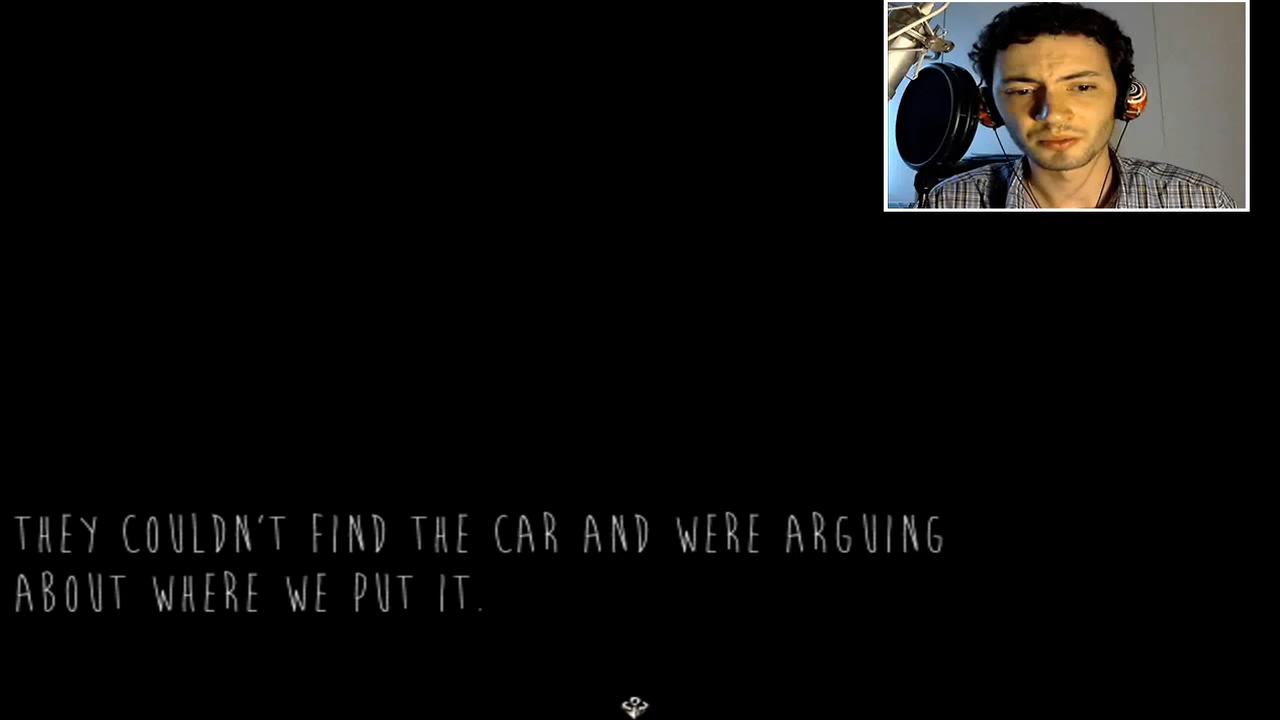 THEY COULDN'T FIND THE CAR AND WERE ARGUING
ABOUT WHERE WE PUT IT.